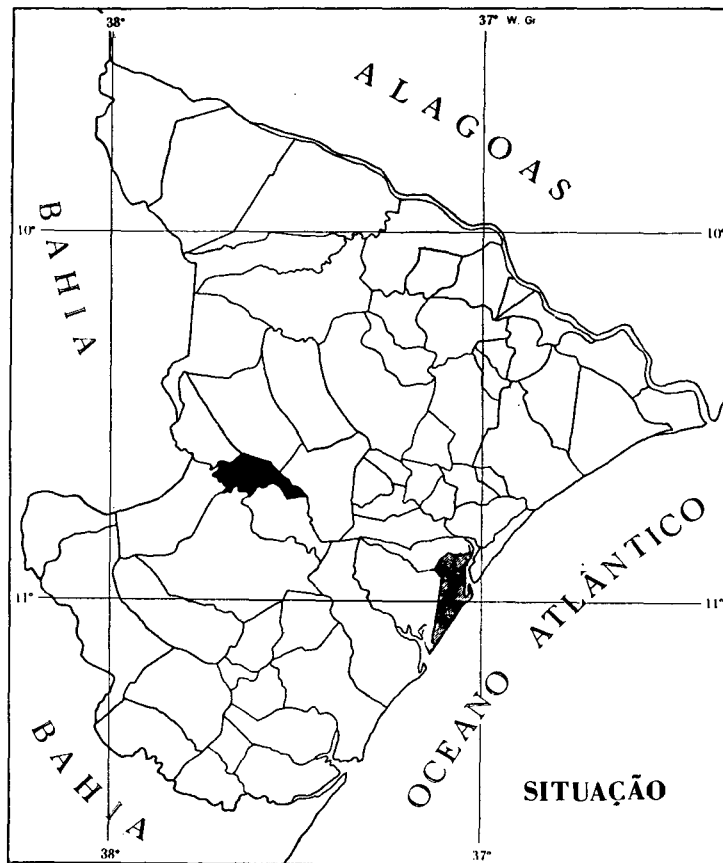 38°
37° W. Gr
ALAGOAS
BAHIA
10°
10°
11°
11°
OCEANO ATLÂNTICO
BAHIA
SITUAÇÃO
38°
37°